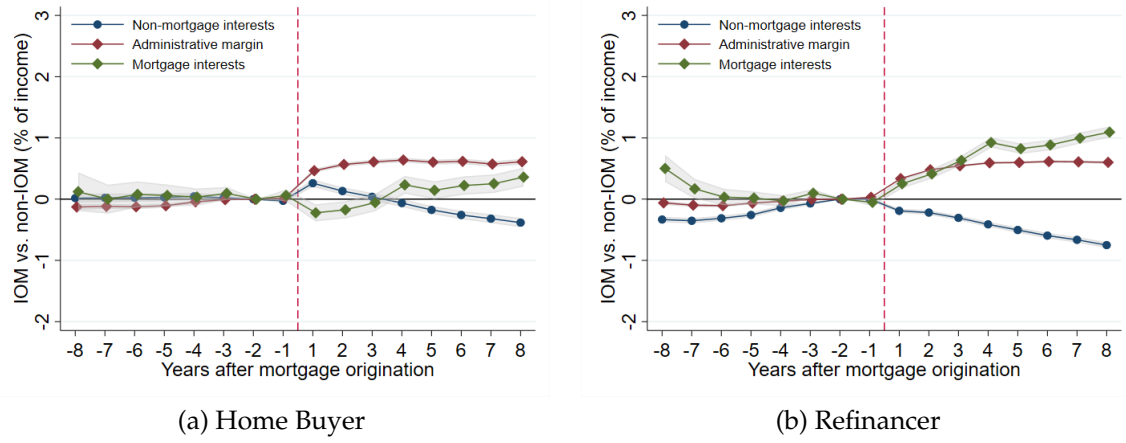 IOM vs. non-IOM (% of income)
3
2
1
0
-1
-2
Non-mortgage interests
Administrative margin
Mortgage interests
-8 -7 -6 -5 -4 -3 -2 -1 1 2 3 4 5 6 7 8
Years after mortgage origination
(a) Home Buyer
IOM vs. non-IOM (% of income)
3
2
1
0
-1
-2
Non-mortgage interests
Administrative margin
Mortgage interests
-8 -7 -6 -5 -4 -3 -2 -1 1 2 3 4 5 6 7 8
Years after mortgage origination
(b) Refinancer